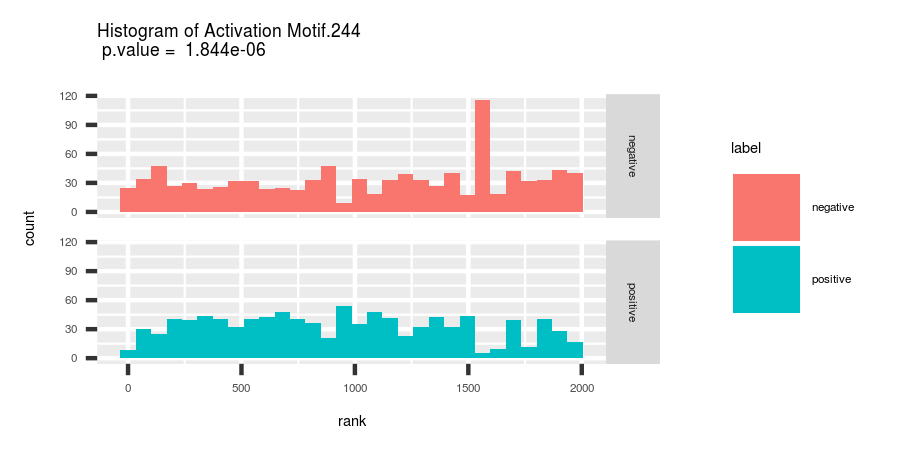 Histogram of Activation Motif.244
p.value = 1.844e-06
count
120
90
60
30
0
negative
120
90
60
30
0
positive
0 500 1000 1500 2000
rank
label
negative
positive